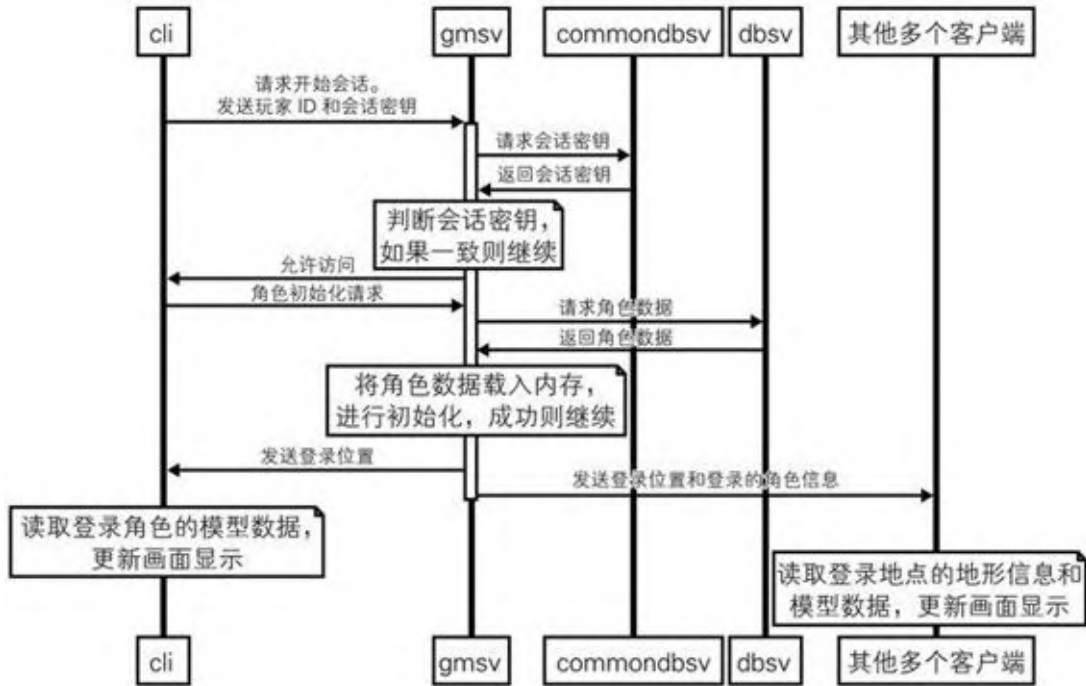 cli
gmsv
commondbsv
dbsv
其他多个客户端
请求开始会话。
发送玩家 ID 和会话密钥
请求会话密钥
返回会话密钥
判断会话密钥,
如果一致则继续
允许访问
角色初始化请求
请求角色数据
返回角色数据
将角色数据载入内存,
进行初始化，成功则继续
发送登录位置
发送登录位置和登录的角色信息
读取登录角色的模型数据,
更新画面显示
读取登录地点的地形信息和
模型数据，更新画面显示
cli
gmsv
commondbsv
dbsv
其他多个客户端